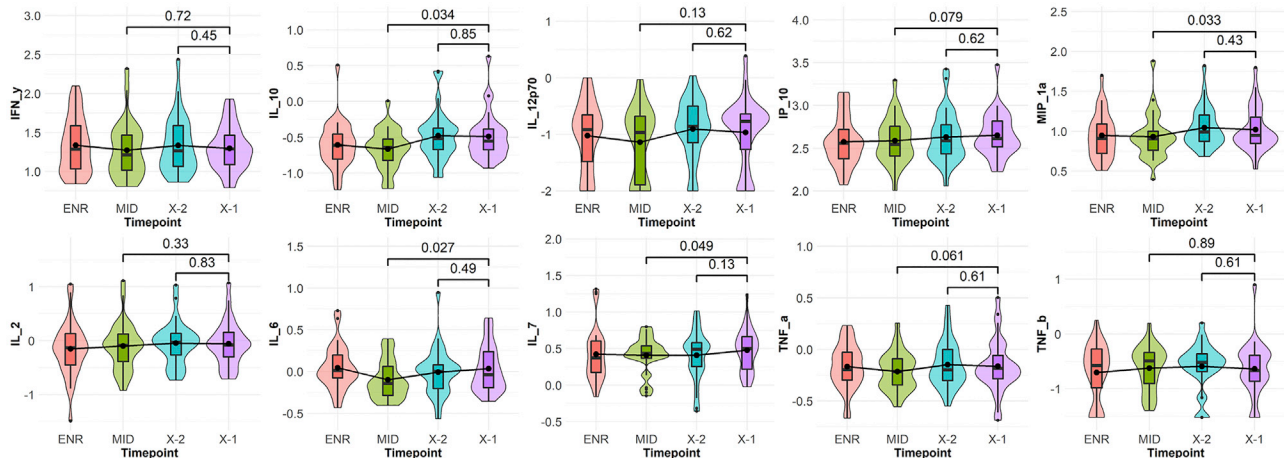 0.72
0.45
IFN_y
2.5
2.0
1.5
1.0
ENR MID X-2 X-1
Timepoint
0.034
0.85
IL_10
0.5
0.0
-0.5
-1.0
ENR MID X-2 X-1
Timepoint
0.13
0.62
IL_12p70
0
-1
-2
ENR MID X-2 X-1
Timepoint
0.079
0.62
IP_10
3.5
3.0
2.5
2.0
ENR MID X-2 X-1
Timepoint
0.033
0.43
MIP_1a
2.5
2.0
1.5
1.0
0.5
ENR MID X-2 X-1
Timepoint
0.33
0.83
IL_2
1
0
-1
ENR MID X-2 X-1
Timepoint
0.027
0.49
IL_6
1.5
1.0
0.5
0.0
-0.5
ENR MID X-2 X-1
Timepoint
0.049
0.13
IL_7
2.0
1.5
1.0
0.5
0.0
-0.5
ENR MID X-2 X-1
Timepoint
0.061
0.61
TNF_a
1.0
0.5
0.0
-0.5
ENR MID X-2 X-1
Timepoint
0.89
0.61
TNF_b
1
0
-1
ENR MID X-2 X-1
Timepoint